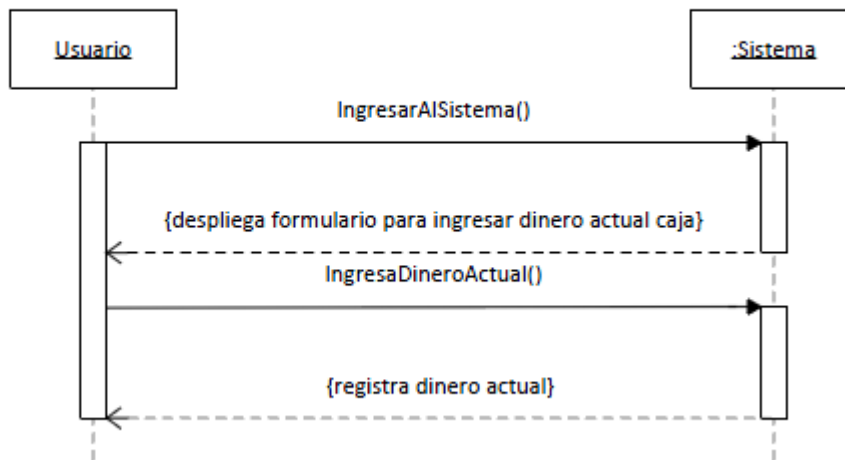 Usuario
:Sistema
IngresarAlSistema()
{despliega formulario para ingresar dinero actual caja}
IngresaDineroActual()
{registra dinero actual}